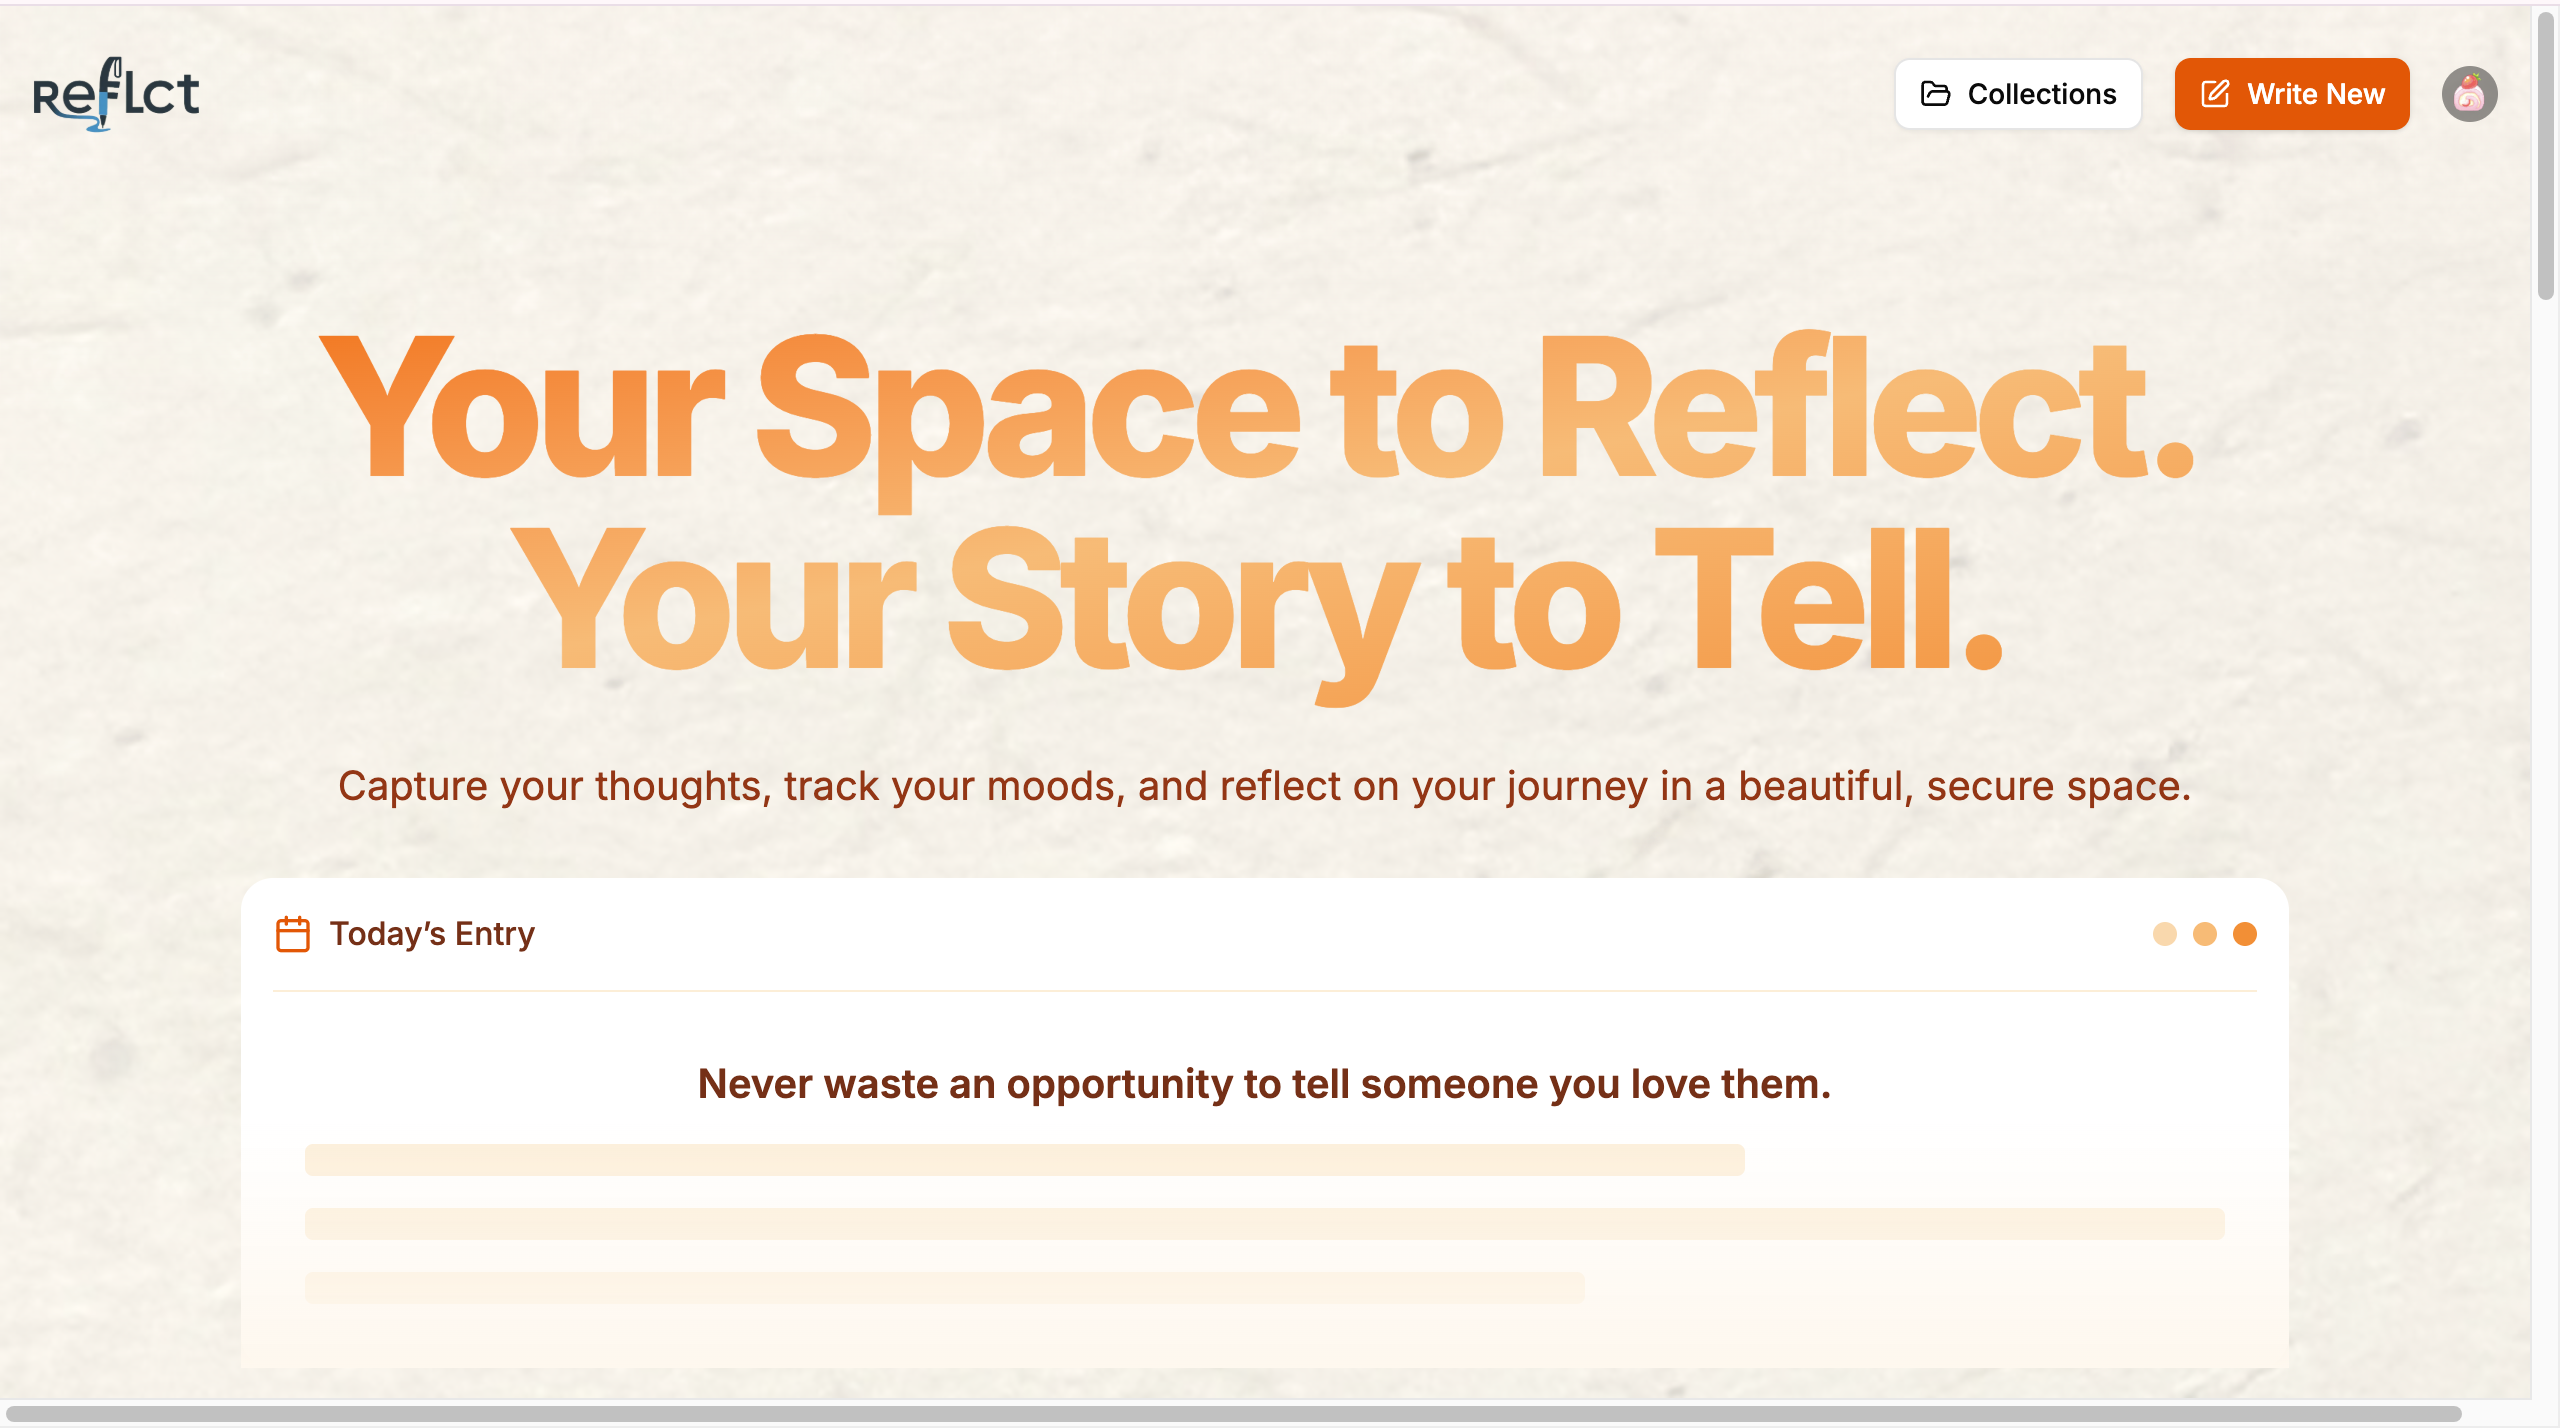 Reflct
Collections
Write New
Your Space to Reflect.
Your Story to Tell.
Capture your thoughts, track your moods, and reflect on your journey in a beautiful, secure space.
Today’s Entry
Never waste an opportunity to tell someone you love them.